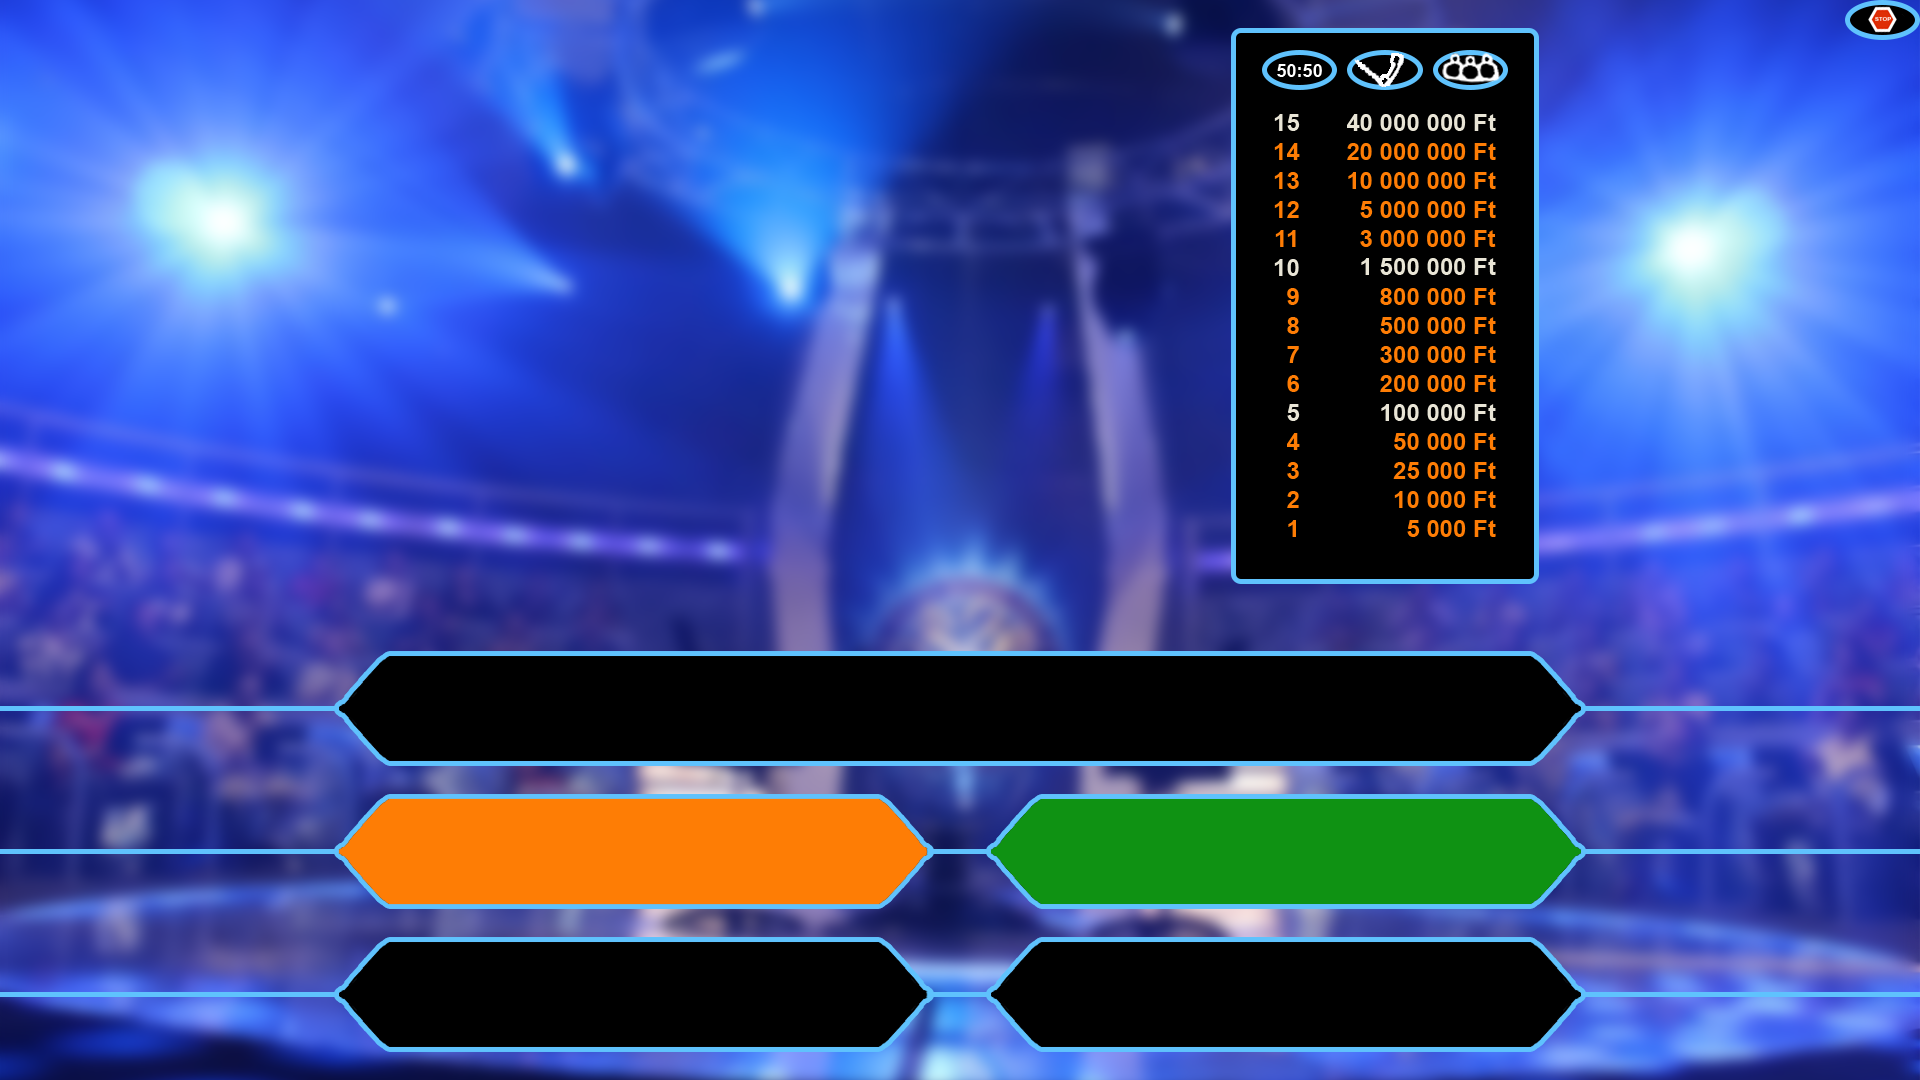 STOP
50:50
15 40 000 000 Ft
14 20 000 000 Ft
13 10 000 000 Ft
12 5 000 000 Ft
11 3 000 000 Ft
10 1 500 000 Ft
9 800 000 Ft
8 500 000 Ft
7 300 000 Ft
6 200 000 Ft
5 100 000 Ft
4 50 000 Ft
3 25 000 Ft
2 10 000 Ft
1 5 000 Ft